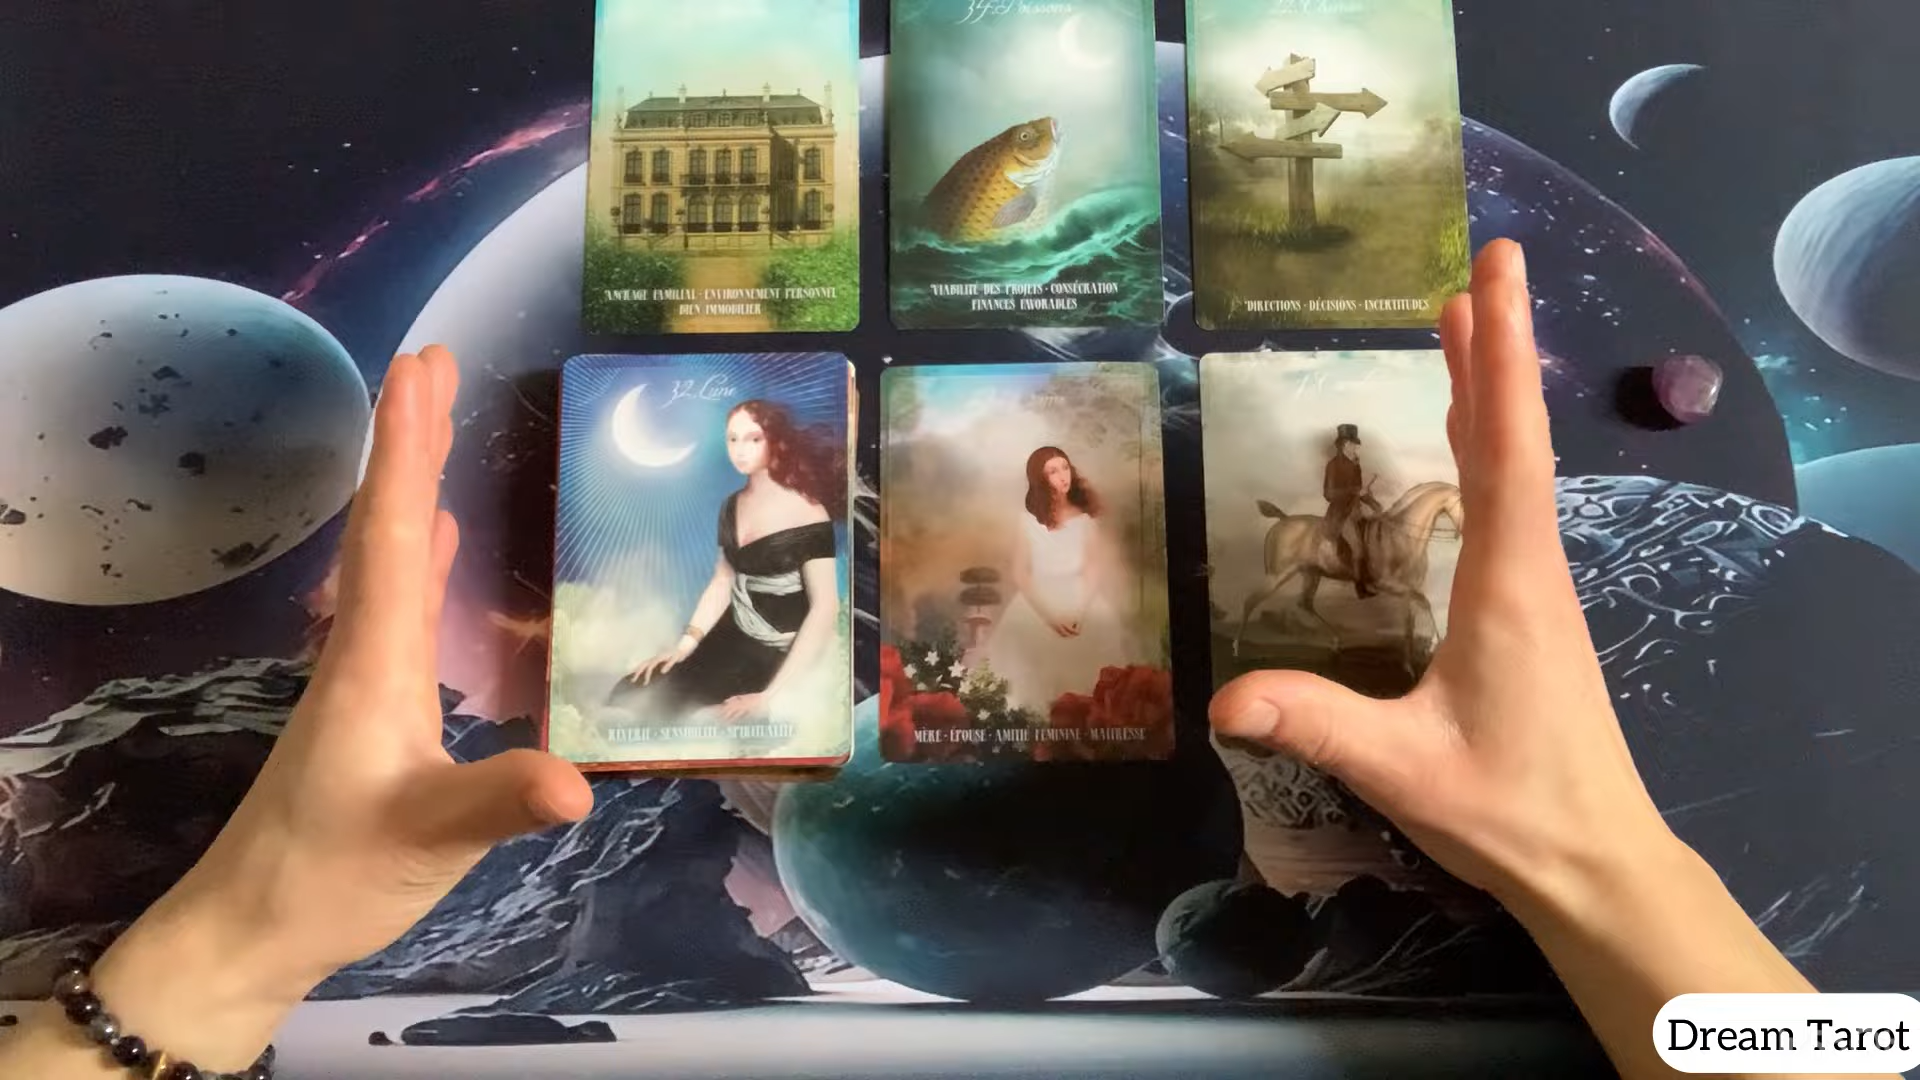 34. Poissons
ANCRAGE FAMILIAL · ENVIRONNEMENT PERSONNEL
BIEN IMMOBILIER
VIABILITÉ DES PROJETS · CONSÉCRATION
FINANCES FAVORABLES
DIRECTIONS · DÉCISIONS · INCERTITUDES
32. Lune
RÊVERIE · SENSIBILITÉ · SPIRITUALITÉ
MÈRE · ÉPOUSE · AMITIÉ FÉMININE · MAÎTRESSE
Dream Tarot